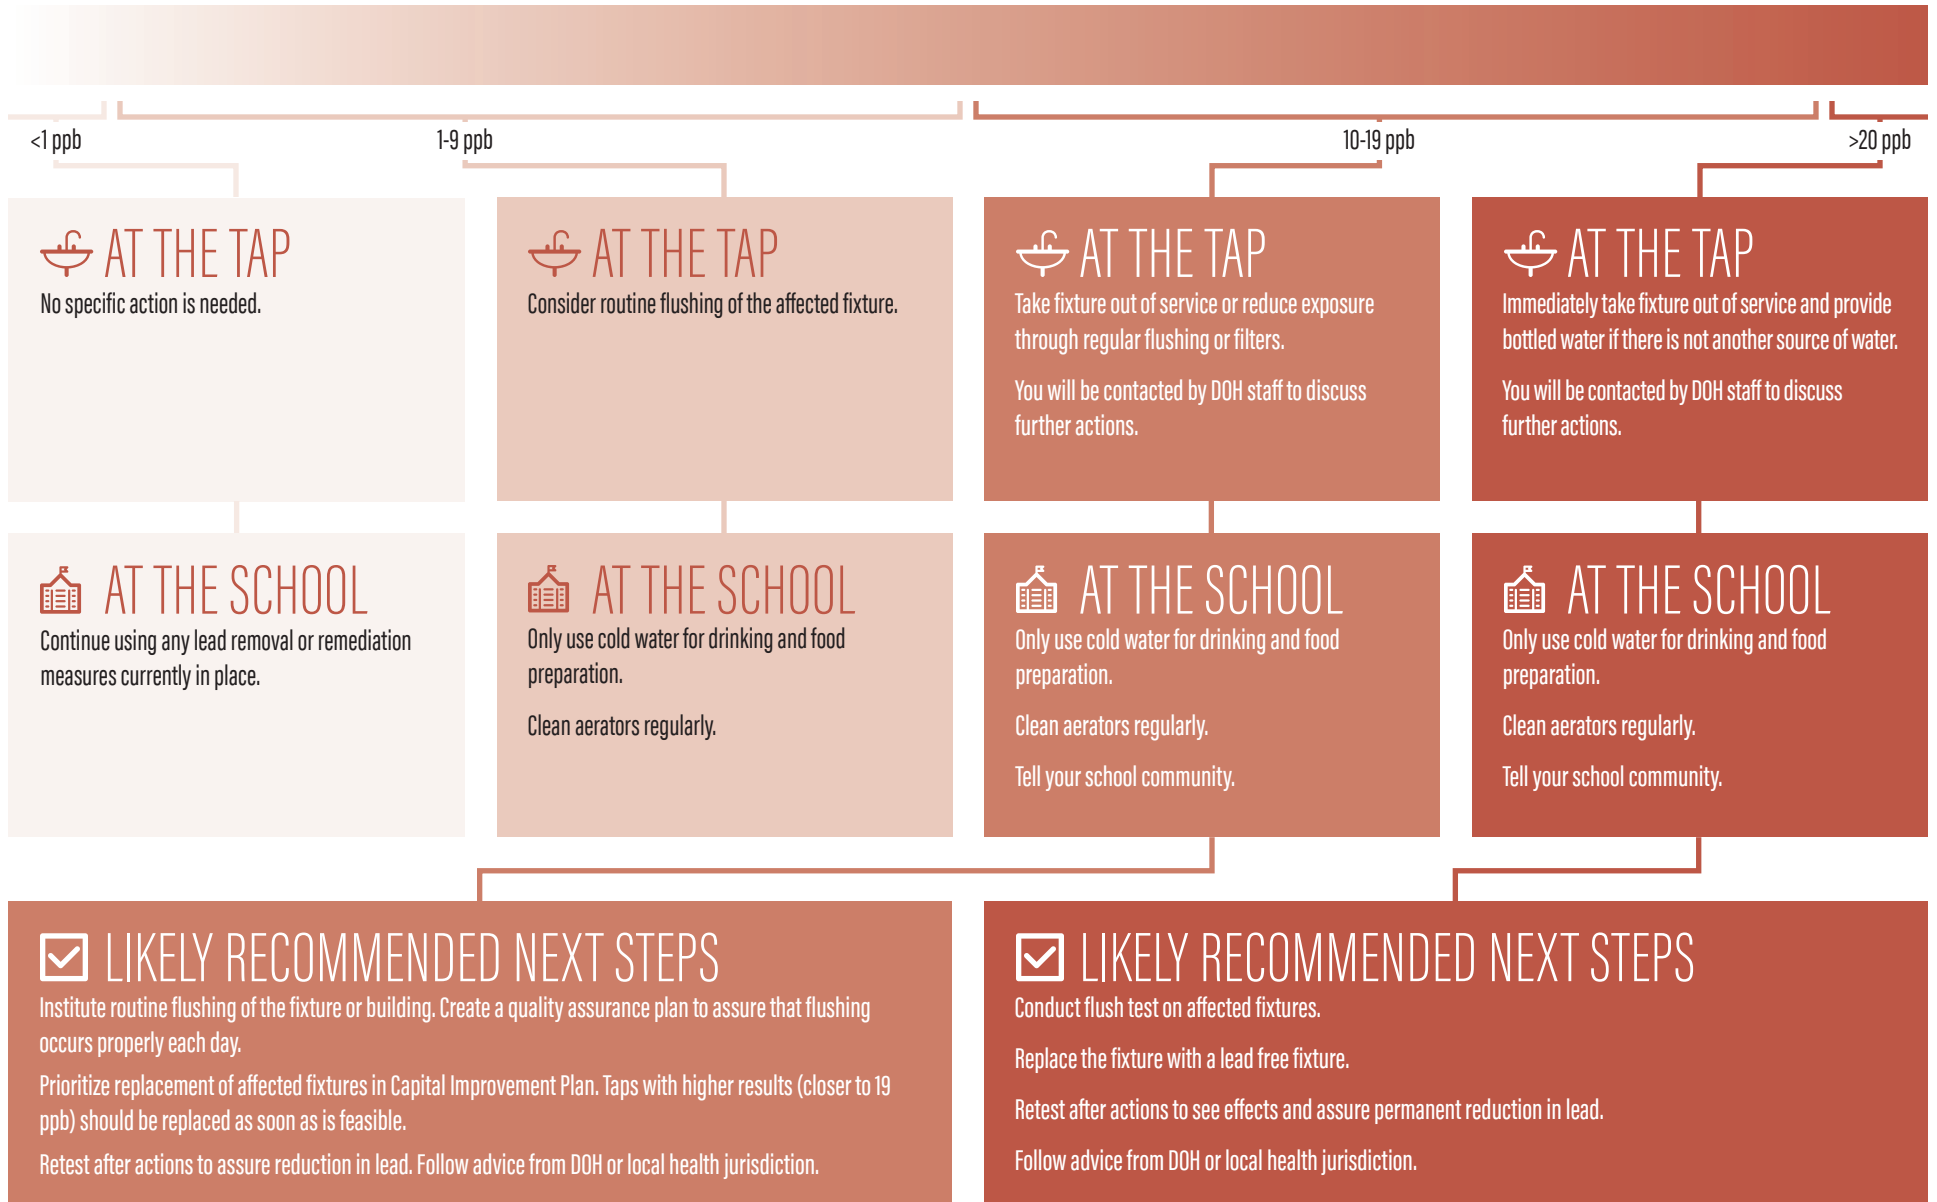 <1 ppb
1-9 ppb
10-19 ppb
>20 ppb
AT THE TAP
No specific action is needed.
AT THE TAP
Consider routine flushing of the affected fixture.
AT THE TAP
Take fixture out of service or reduce exposure
through regular flushing or filters.
You will be contacted by DOH staff to discuss
further actions.
AT THE TAP
Immediately take fixture out of service and provide
bottled water if there is not another source of water.
You will be contacted by DOH staff to discuss
further actions.
AT THE SCHOOL
Continue using any lead removal or remediation
measures currently in place.
AT THE SCHOOL
Only use cold water for drinking and food
preparation.
Clean aerators regularly.
AT THE SCHOOL
Only use cold water for drinking and food
preparation.
Clean aerators regularly.
Tell your school community.
AT THE SCHOOL
Only use cold water for drinking and food
preparation.
Clean aerators regularly.
Tell your school community.
LIKELY RECOMMENDED NEXT STEPS
Institute routine flushing of the fixture or building. Create a quality assurance plan to assure that flushing
occurs properly each day.
Prioritize replacement of affected fixtures in Capital Improvement Plan. Taps with higher results (closer to 19
ppb) should be replaced as soon as is feasible.
Retest after actions to assure reduction in lead. Follow advice from DOH or local health jurisdiction.
LIKELY RECOMMENDED NEXT STEPS
Conduct flush test on affected fixtures.
Replace the fixture with a lead free fixture.
Retest after actions to see effects and assure permanent reduction in lead.
Follow advice from DOH or local health jurisdiction.